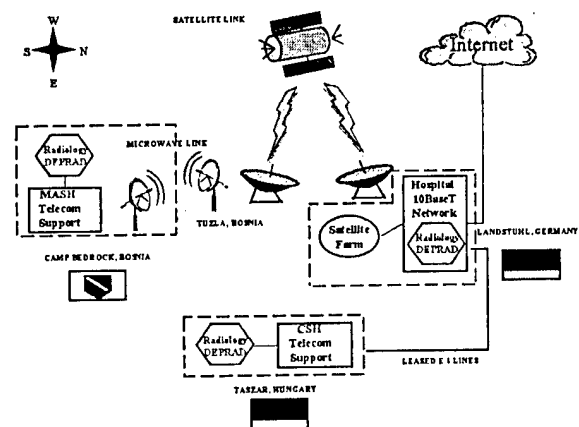 SATELLITE LINK
W
S
N
E
Internet
MICROWAVE LINK
Radiology
DEPRAD
MASH
Telecom
Support
TUZLA, BOSNIA
CAMP BEDROCK, BOSNIA
Hospital
10BaseT
Network
Satellite
Farm
Radiology
DEPRAD
LANDSTUHL, GERMANY
Radiology
DEPRAD
CSH
Telecom
Support
LEASED E-1 LINES
TASZAR, HUNGARY